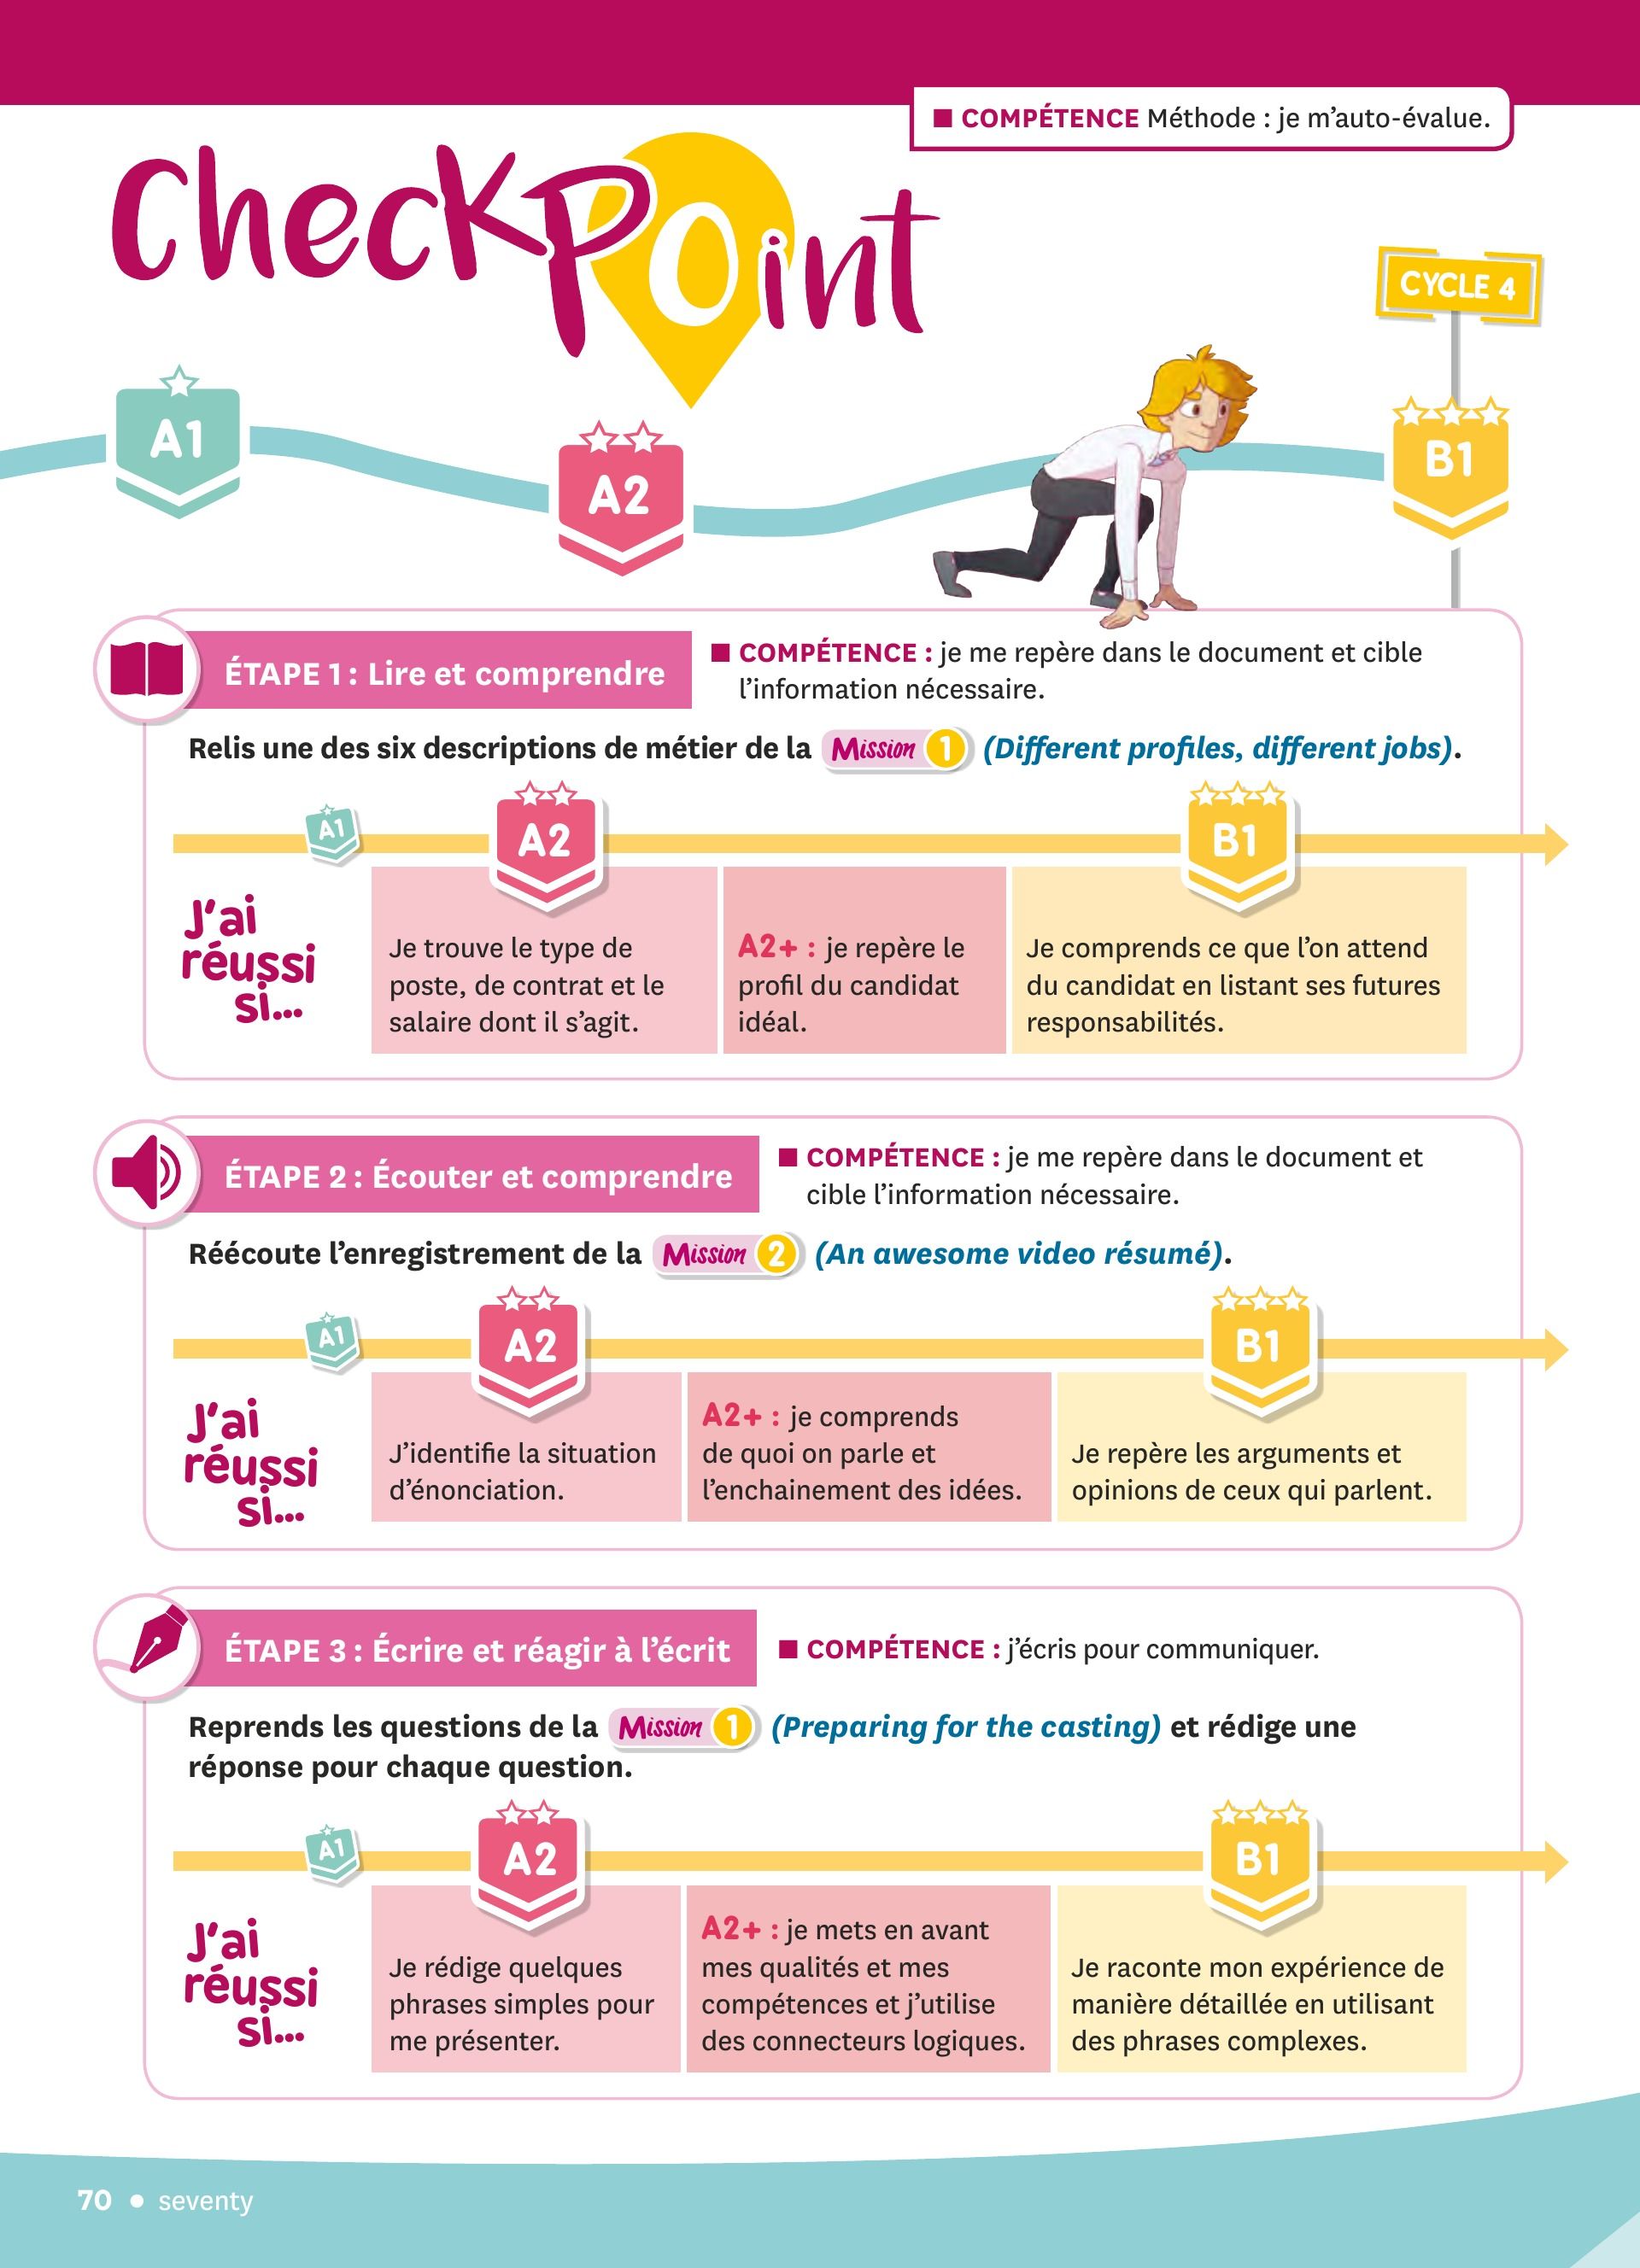 ■ COMPÉTENCE Méthode : je m’auto-évalue.
CheckPoint
CYCLE 4
A1
A2
B1
ÉTAPE 1 : Lire et comprendre
■ COMPÉTENCE : je me repère dans le document et cible
l’information nécessaire.
Relis une des six descriptions de métier de la Mission 1 (Different profiles, different jobs).
A1
A2
B1
J’ai
réussi
si...
Je trouve le type de
poste, de contrat et le
salaire dont il s’agit.
A2+ : je repère le
profil du candidat
idéal.
Je comprends ce que l’on attend
du candidat en listant ses futures
responsabilités.
ÉTAPE 2 : Écouter et comprendre
■ COMPÉTENCE : je me repère dans le document et
cible l’information nécessaire.
Réécoute l’enregistrement de la Mission 2 (An awesome video résumé).
A1
A2
B1
J’ai
réussi
si...
J’identifie la situation
d’énonciation.
A2+ : je comprends
de quoi on parle et
l’enchainement des idées.
Je repère les arguments et
opinions de ceux qui parlent.
ÉTAPE 3 : Écrire et réagir à l’écrit
■ COMPÉTENCE : j’écris pour communiquer.
Reprends les questions de la Mission 1 (Preparing for the casting) et rédige une
réponse pour chaque question.
A1
A2
B1
J’ai
réussi
si...
Je rédige quelques
phrases simples pour
me présenter.
A2+ : je mets en avant
mes qualités et mes
compétences et j’utilise
des connecteurs logiques.
Je raconte mon expérience de
manière détaillée en utilisant
des phrases complexes.
70 • seventy